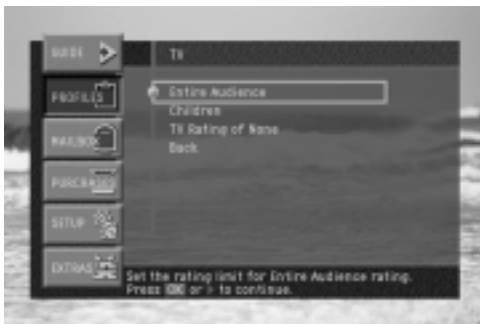 GUIDE
TV
PROFILES
Entire Audience
Children
TV Rating of None
Back
MAILBOX
PURCHASES
SETUP
EXTRAS
Set the rating limit for Entire Audience rating.
Press OK or > to continue.